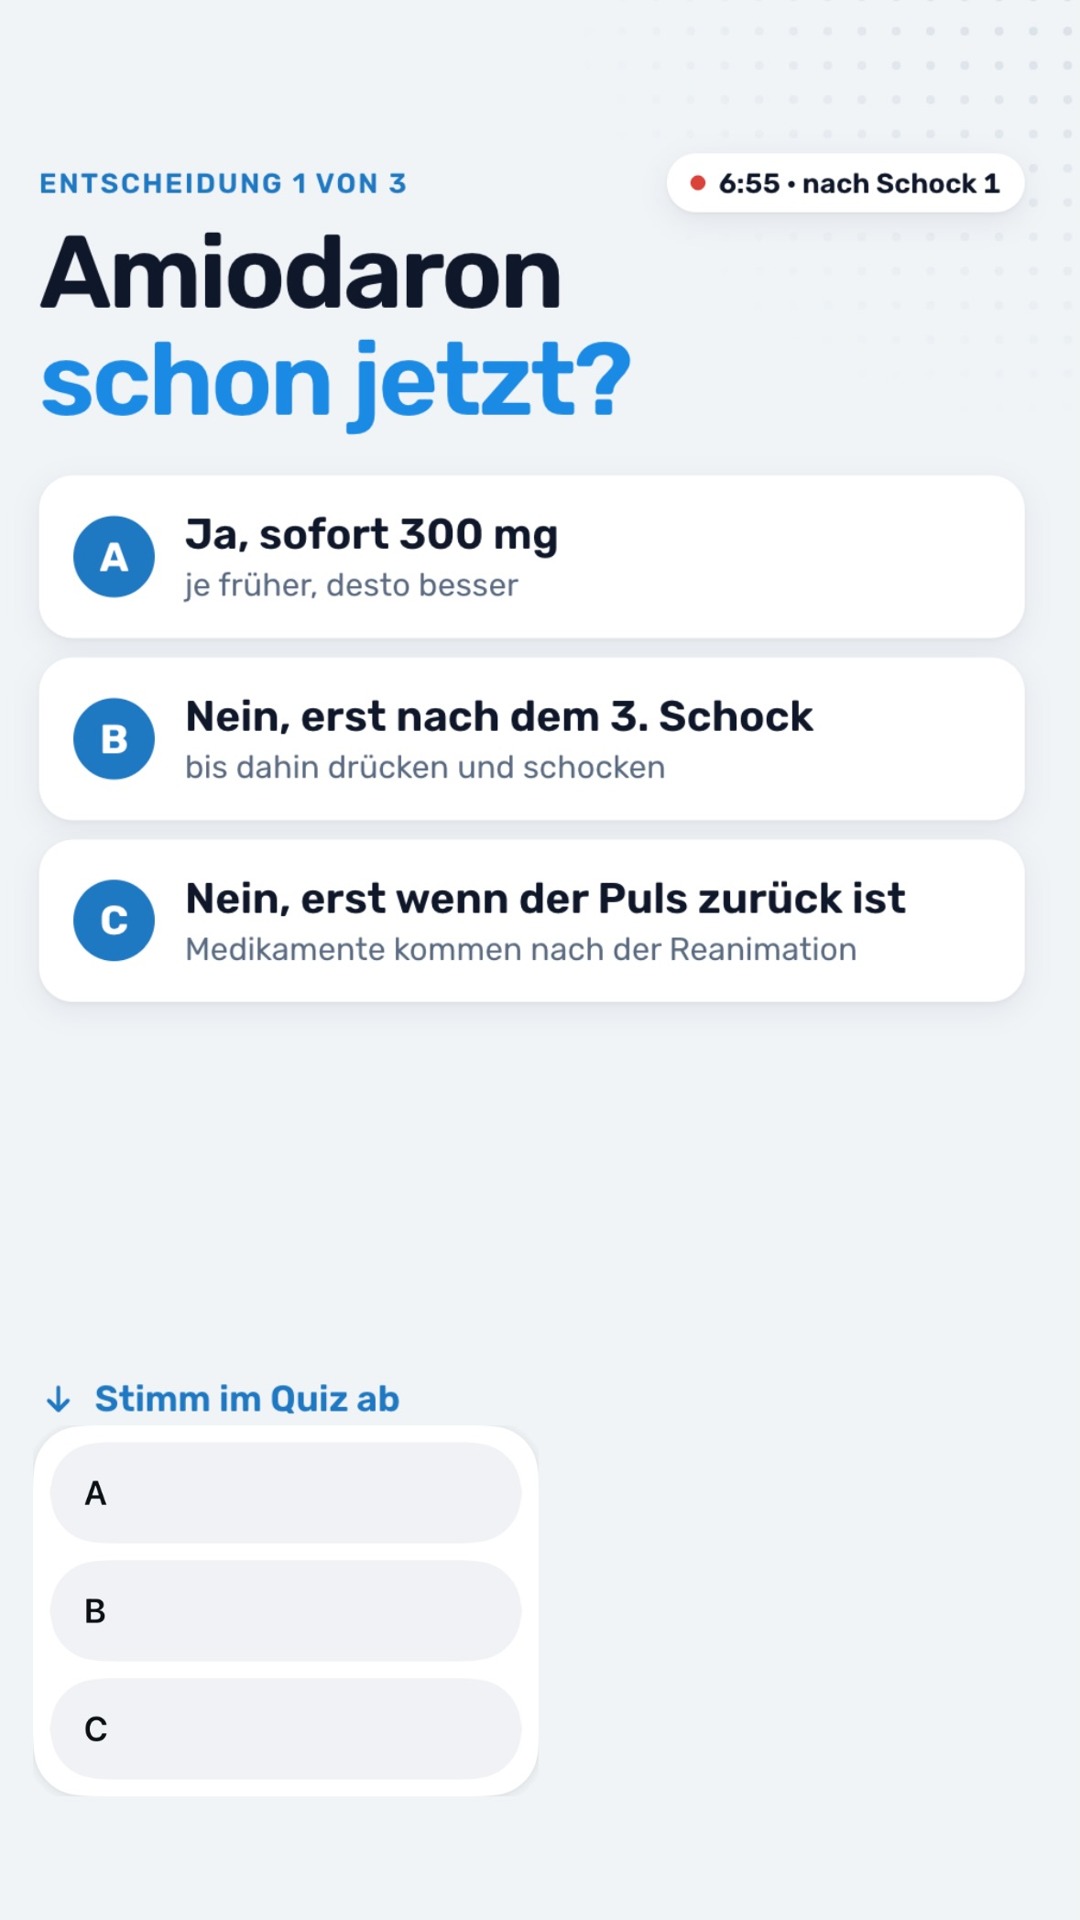 ENTSCHEIDUNG 1 VON 3
6:55 • nach Schock 1
Amiodaron
schon jetzt?
A
Ja, sofort 300 mg
je früher, desto besser
B
Nein, erst nach dem 3. Schock
bis dahin drücken und schocken
C
Nein, erst wenn der Puls zurück ist
Medikamente kommen nach der Reanimation
↓ Stimm im Quiz ab
A
B
C